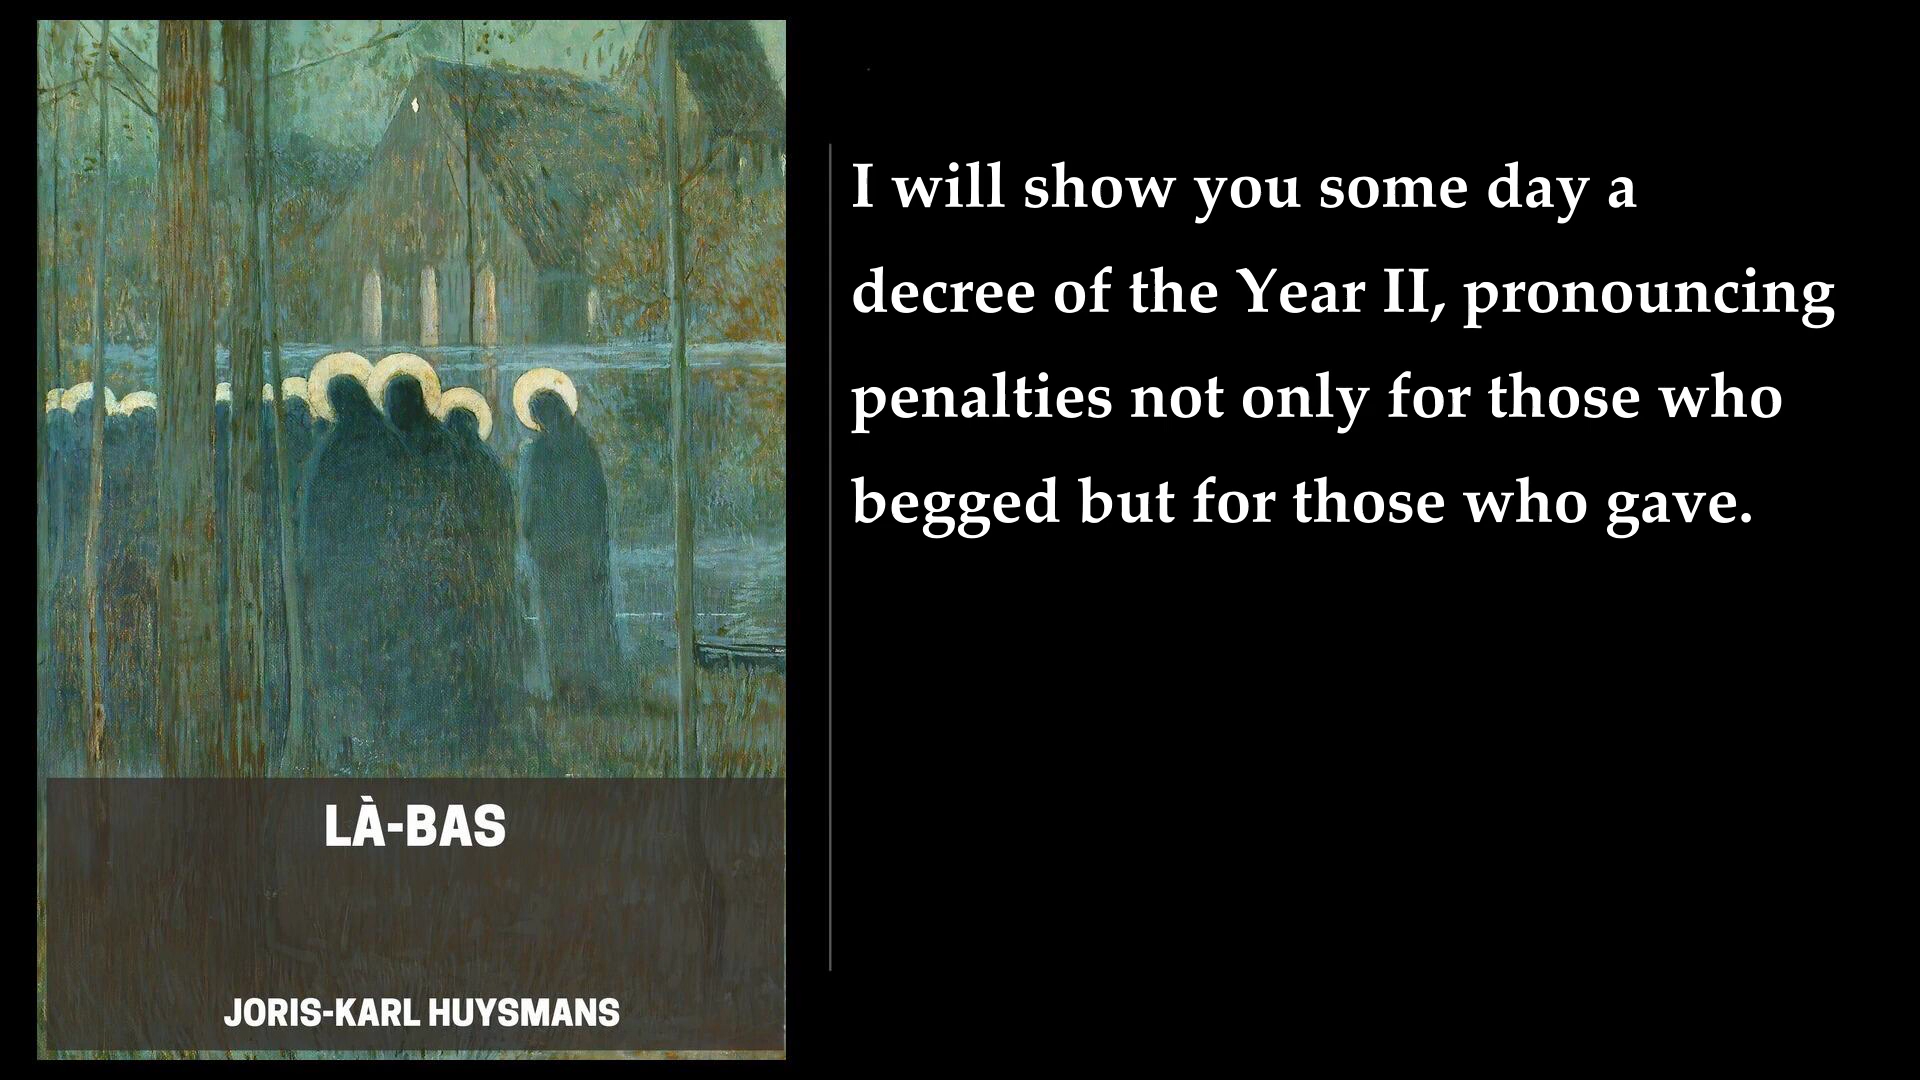 LÀ-BAS
JORIS-KARL HUYSMANS
I will show you some day a
decree of the Year II, pronouncing
penalties not only for those who
begged but for those who gave.